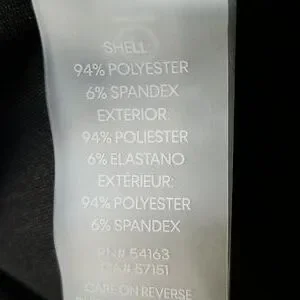 SHELL:
94% POLYESTER
6% SPANDEX
EXTERIOR:
94% POLIESTER
6% ELASTANO
EXTÉRIEUR:
94% POLYESTER
6% SPANDEX
RN# 54163
CA# 57151
CARE ON REVERSE